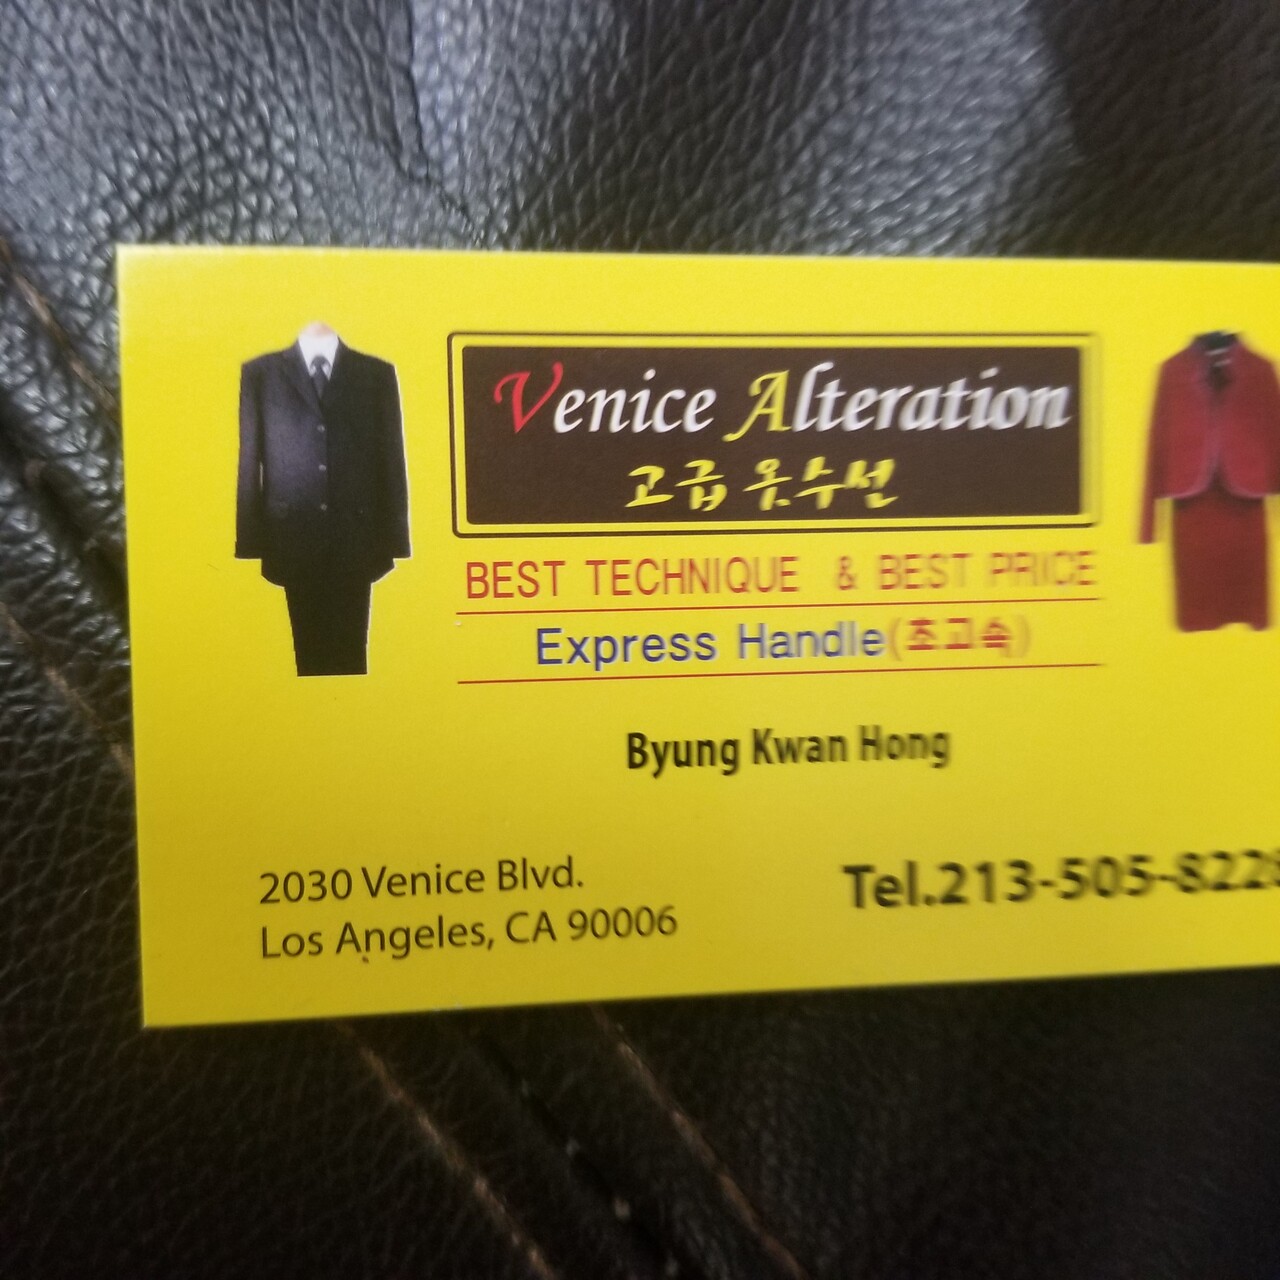 Venice Alteration
고급 옷수선
BEST TECHNIQUE & BEST PRICE
Express Handle(초고속)
Byung Kwan Hong
2030 Venice Blvd.
Los Angeles, CA 90006
Tel.213-505-8228